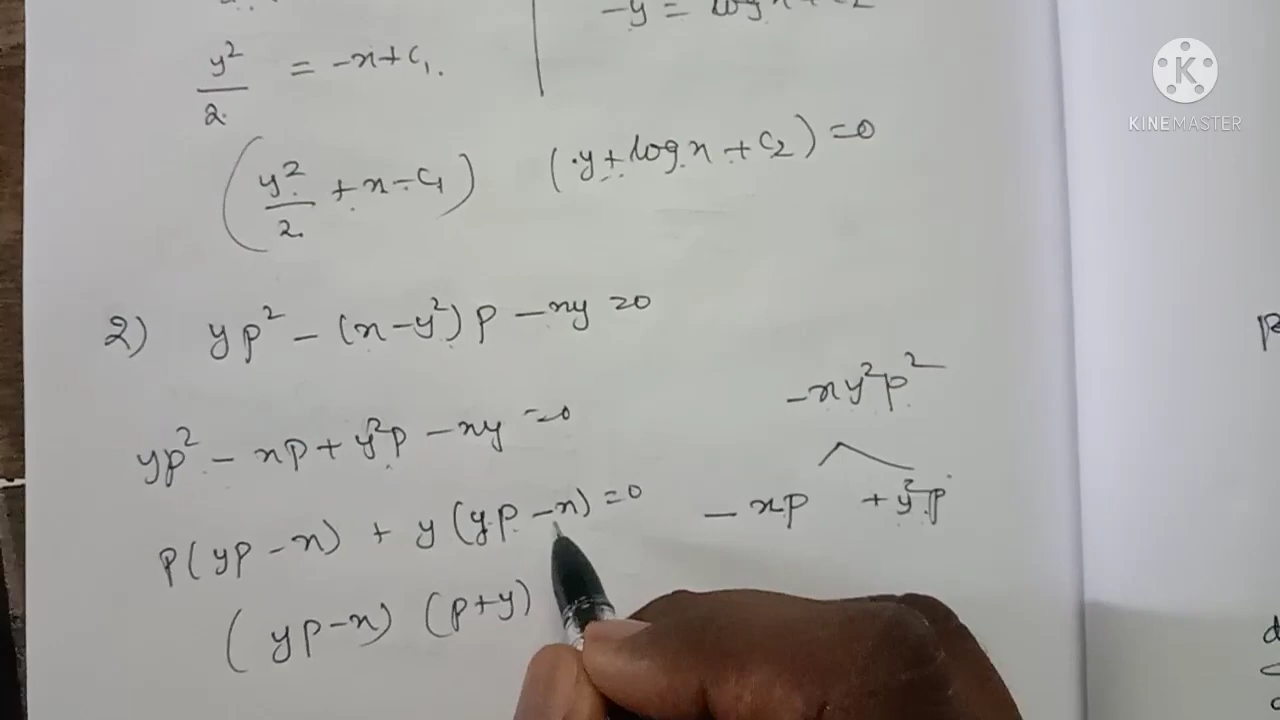 -y = log x + c2
y²/2 = -x+c₁.
(y²/2 + x - c₁) (y + log x + c₂) = 0
2) yp² - (x-y²) p - xy = 0
-xy²p²
yp² - xp + y²p - xy = 0
-xp +y²p
p(yp-x) + y(yp-x) = 0
(yp-x) (p+y)
KINEMASTER